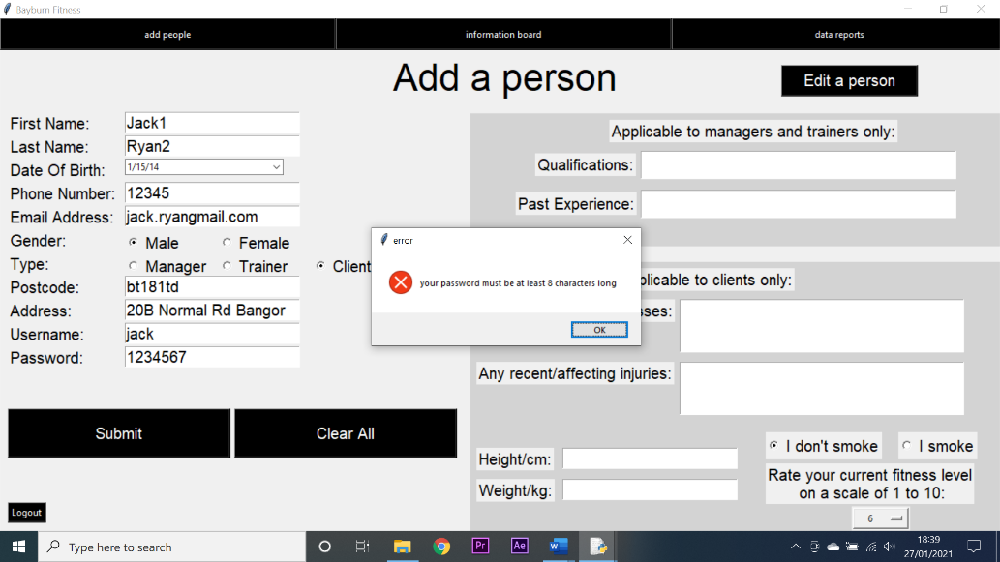 Bayburn Fitness
add people
information board
data reports
Add a person
Edit a person
First Name: Jack1
Last Name: Ryan2
Date Of Birth: 1/15/14
Phone Number: 12345
Email Address: jack.ryangmail.com
Gender: Male Female
Type: Manager Trainer Client
Postcode: bt181td
Address: 20B Normal Rd Bangor
Username: jack
Password: 1234567
Submit
Clear All
Logout
Applicable to managers and trainers only:
Qualifications:
Past Experience:
error
your password must be at least 8 characters long
OK
plicable to clients only:
sses:
Any recent/affecting injuries:
Height/cm:
Weight/kg:
I don't smoke I smoke
Rate your current fitness level
on a scale of 1 to 10:
6
Type here to search
Pr
Ae
18:39
27/01/2021